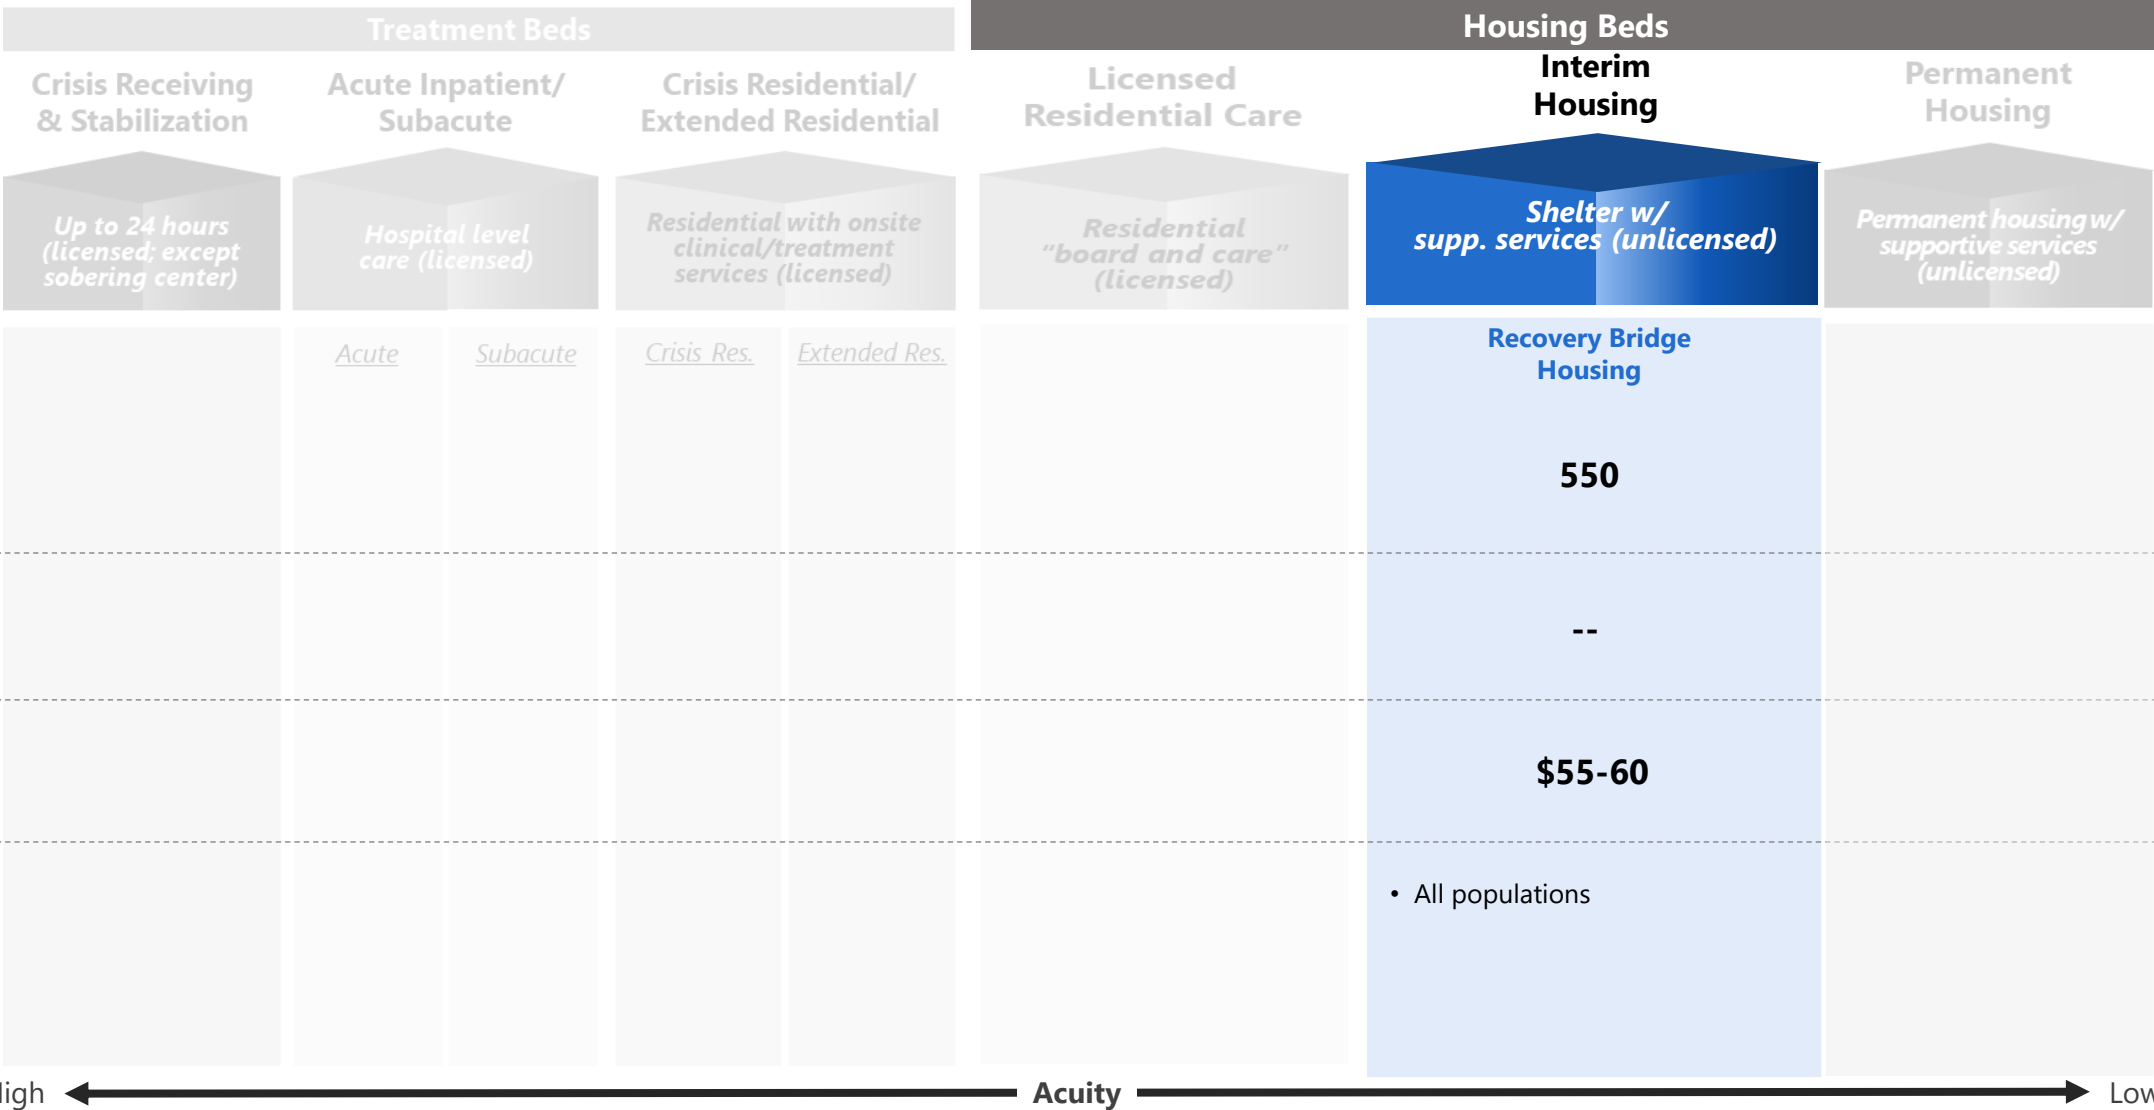 Treatment Beds
Housing Beds
Crisis Receiving
& Stabilization
Acute Inpatient/
Subacute
Crisis Residential/
Extended Residential
Licensed
Residential Care
Interim
Housing
Permanent
Housing
Up to 24 hours
(licensed; except
sobering center)
Hospital level
care (licensed)
Residential with onsite
clinical/treatment
services (licensed)
Residential
“board and care”
(licensed)
Shelter w/
supp. services (unlicensed)
Permanent housing w/
supportive services
(unlicensed)
Acute
Subacute
Crisis Res.
Extended Res.
Recovery Bridge
Housing
550
--
$55-60
• All populations
High
Acuity
Low